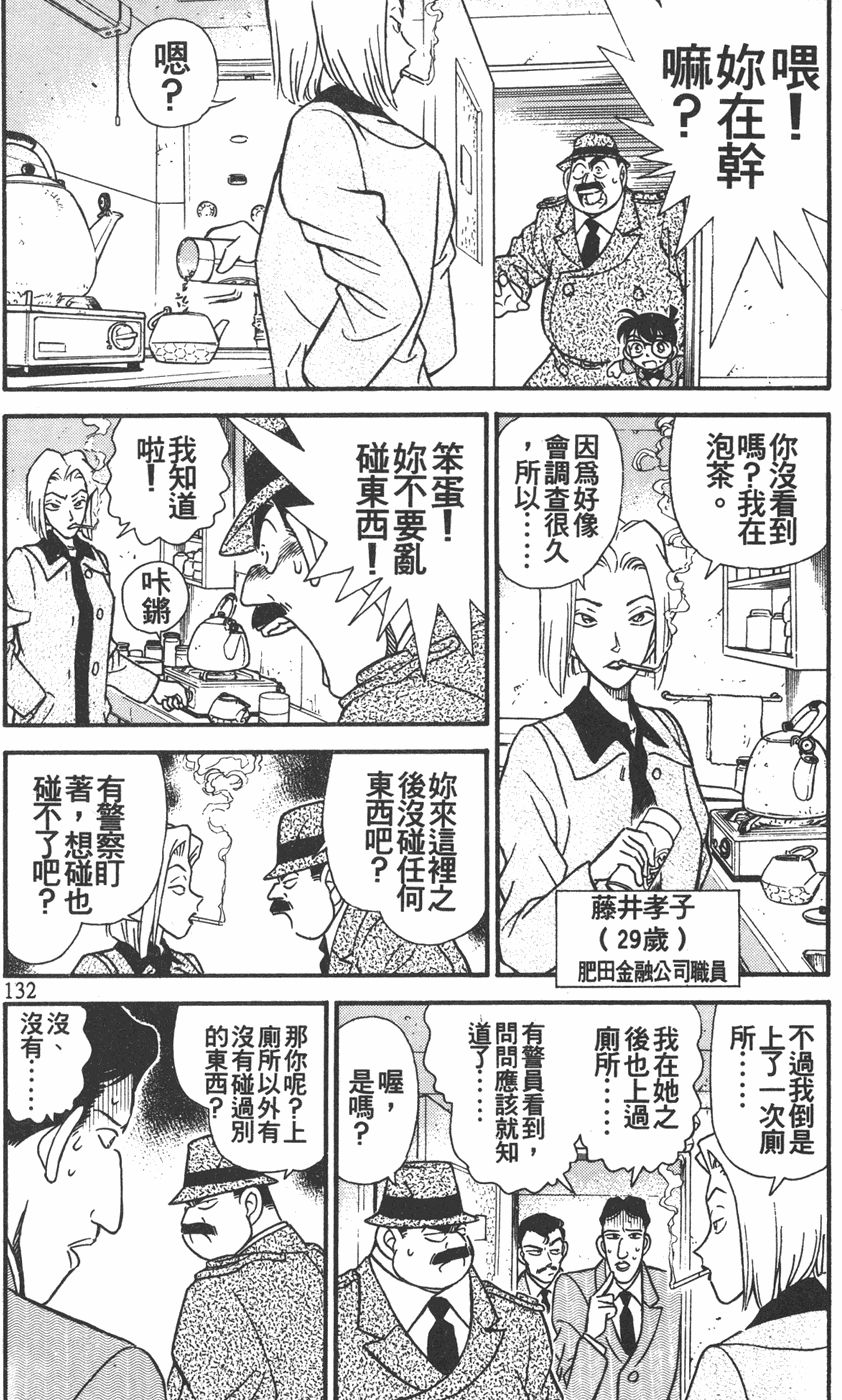 喂！
妳在幹
嘛？
嗯？
你沒看到
嗎？我在
泡茶。
因為好像
會調查很久
，所以……
藤井孝子
（29歲）
肥田金融公司職員
笨蛋！
妳不要亂
碰東西！
我知道
啦！
咔鏘
妳來這裡之
後沒碰任何
東西吧？
有警察盯
著，想碰也
碰不了吧？
132
不過我倒是
上了一次廁
所……
我在她之
後也上過
廁所……
有警員看到，
問問應該就知
道了……
喔，
是嗎？
那你呢？上
廁所以外有
沒有碰過別
的東西？
沒、
沒有……